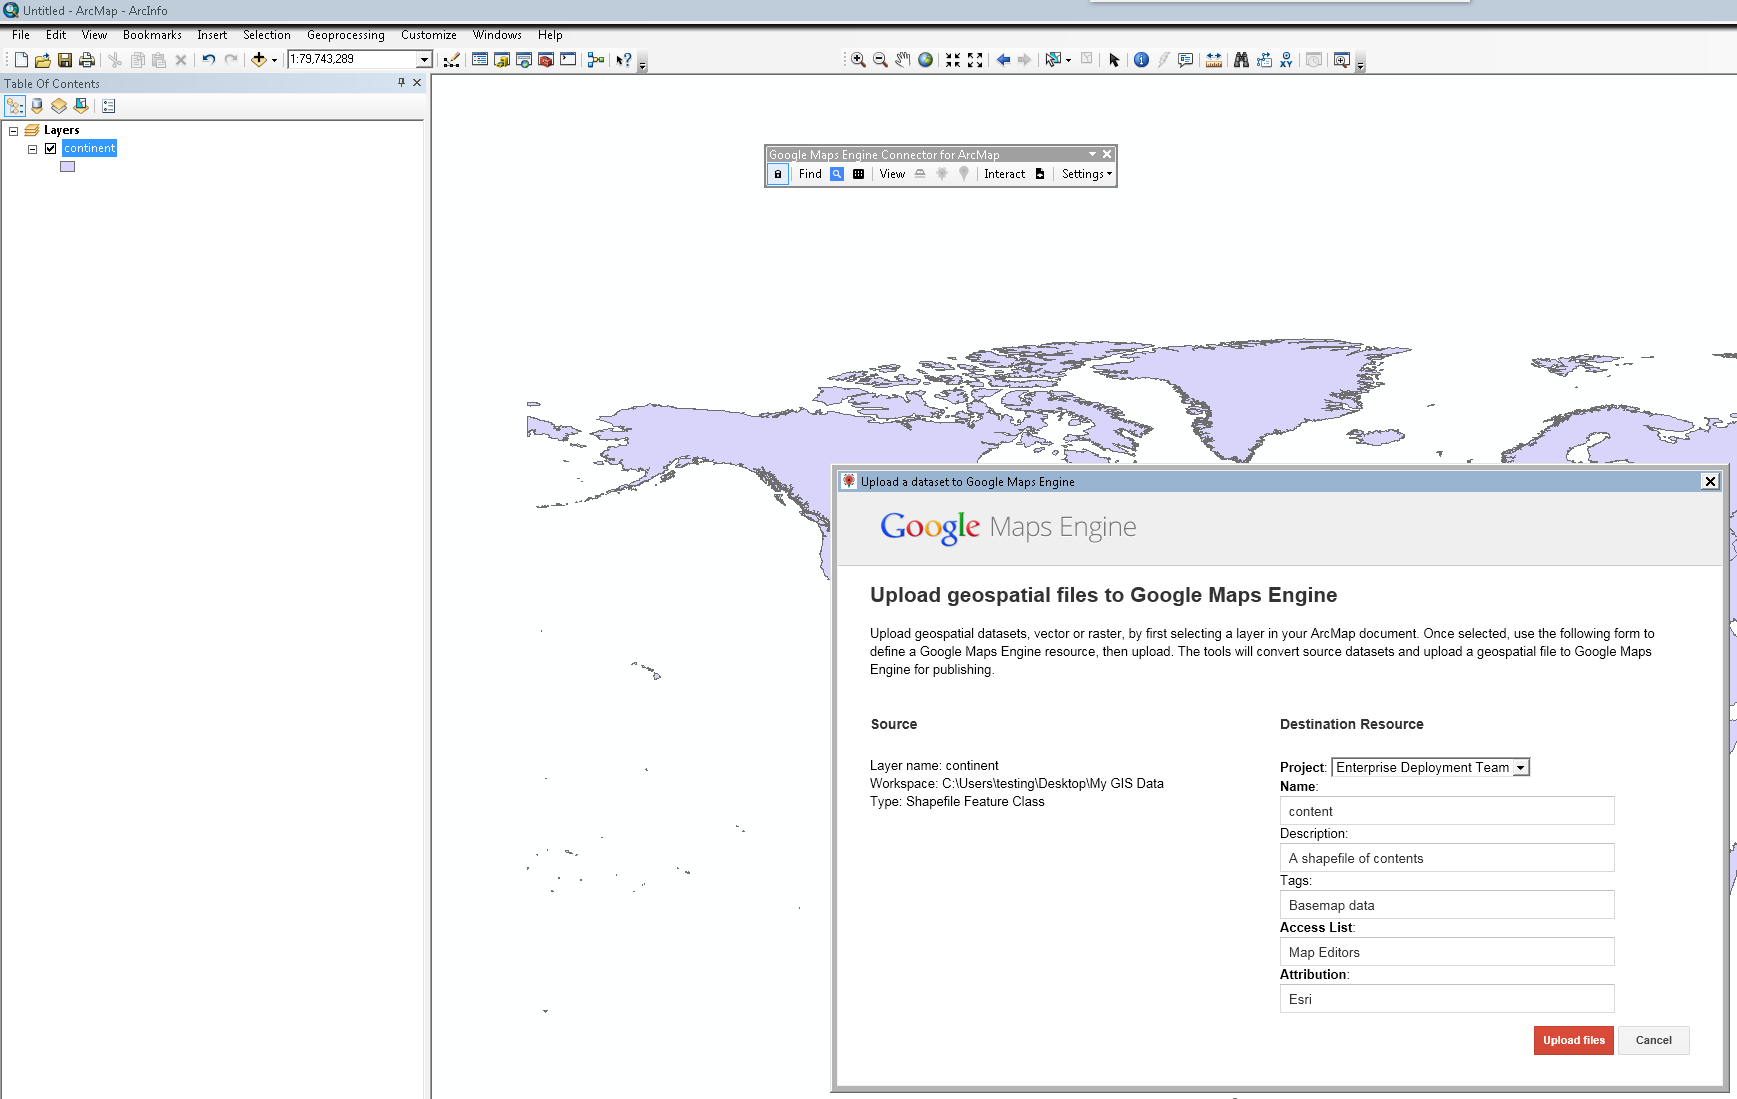 Untitled - ArcMap - ArcInfo
File Edit View Bookmarks Insert Selection Geoprocessing Customize Windows Help
1:79,743,289
Table Of Contents
Layers
continent
Google Maps Engine Connector for ArcMap
Find View Interact Settings
Upload a dataset to Google Maps Engine
Google Maps Engine
Upload geospatial files to Google Maps Engine
Upload geospatial datasets, vector or raster, by first selecting a layer in your ArcMap document. Once selected, use the following form to
define a Google Maps Engine resource, then upload. The tools will convert source datasets and upload a geospatial file to Google Maps
Engine for publishing.
Source
Layer name: continent
Workspace: C:\Users\testing\Desktop\My GIS Data
Type: Shapefile Feature Class
Destination Resource
Project: Enterprise Deployment Team
Name:
content
Description:
A shapefile of contents
Tags:
Basemap data
Access List:
Map Editors
Attribution:
Esri
Upload files Cancel